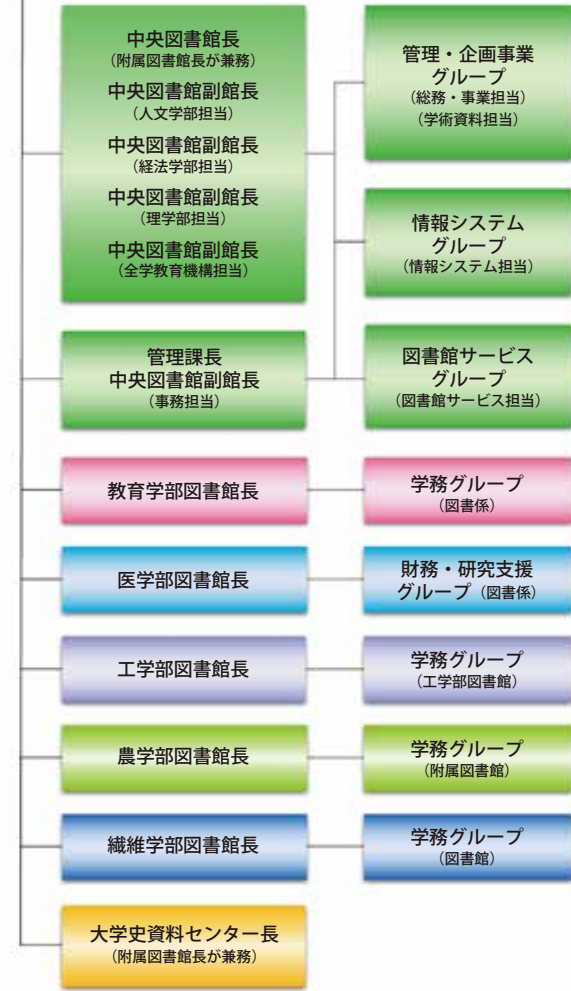 中央図書館長
（附属図書館長が兼務）
中央図書館副館長
（人文学部担当）
中央図書館副館長
（経法学部担当）
中央図書館副館長
（理学部担当）
中央図書館副館長
（全学教育機構担当）
管理・企画事業
グループ
（総務・事業担当）
（学術資料担当）
情報システム
グループ
（情報システム担当）
管理課長
中央図書館副館長
（事務担当）
図書館サービス
グループ
（図書館サービス担当）
教育学部図書館長
学務グループ
（図書係）
医学部図書館長
財務・研究支援
グループ（図書係）
工学部図書館長
学務グループ
（工学部図書館）
農学部図書館長
学務グループ
（附属図書館）
繊維学部図書館長
学務グループ
（図書館）
大学史資料センター長
（附属図書館長が兼務）